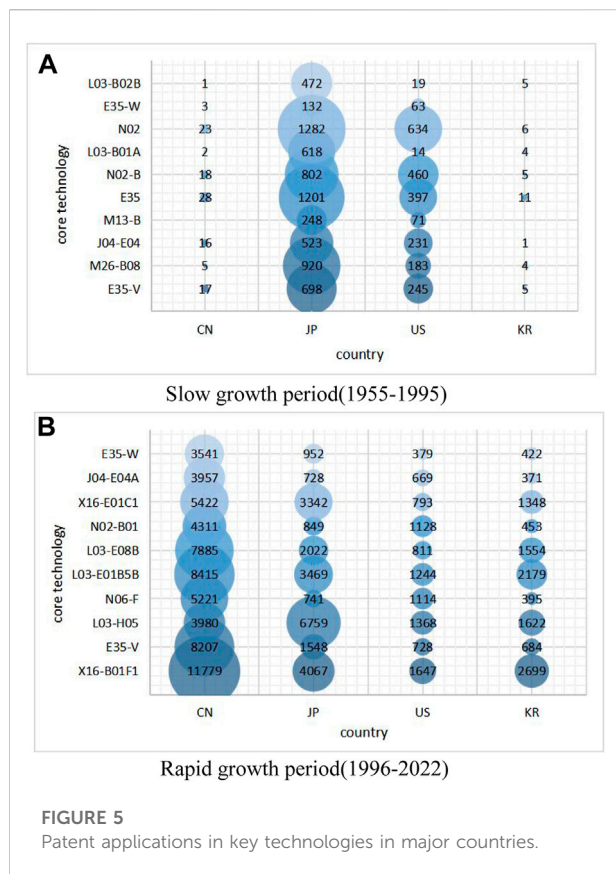 A
L03-B02B 1 472 19 5
E35-W 3 132 63
N02 23 1282 634 6
L03-B01A 2 618 14 4
N02-B 18 802 460 5
E35 28 1201 397 11
M13-B 248 71
J04-E04 16 523 231 1
M26-B08 5 920 183 4
E35-V 17 698 245 5
core technology
CN JP US KR
country
Slow growth period(1955-1995)
B
E35-W 3541 952 379 422
J04-E04A 3957 728 669 371
X16-E01C1 5422 3342 793 1348
N02-B01 4311 849 1128 453
L03-E08B 7885 2022 811 1554
L03-E01B5B 8415 3469 1244 2179
N06-F 5221 741 1114 395
L03-H05 3980 6759 1368 1622
E35-V 8207 1548 728 684
X16-B01F1 11779 4067 1647 2699
core technology
CN JP US KR
country
Rapid growth period(1996-2022)
FIGURE 5
Patent applications in key technologies in major countries.